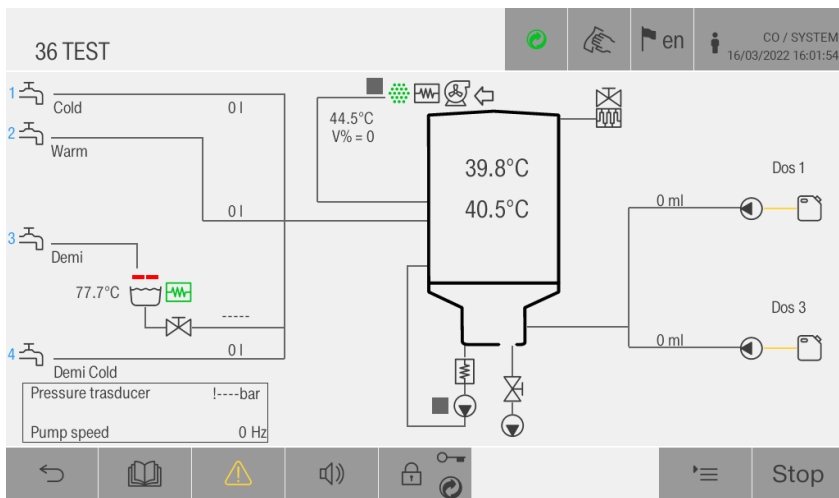 36 TEST
en
CO / SYSTEM
16/03/2022 16:01:54
1
Cold
0 l
2
Warm
0 l
3
Demi
77.7°C
-----
4
Demi Cold
0 l
Pressure trasducer !----bar
Pump speed 0 Hz
44.5°C
V% = 0
39.8°C
40.5°C
Dos 1
0 ml
Dos 3
0 ml
Stop